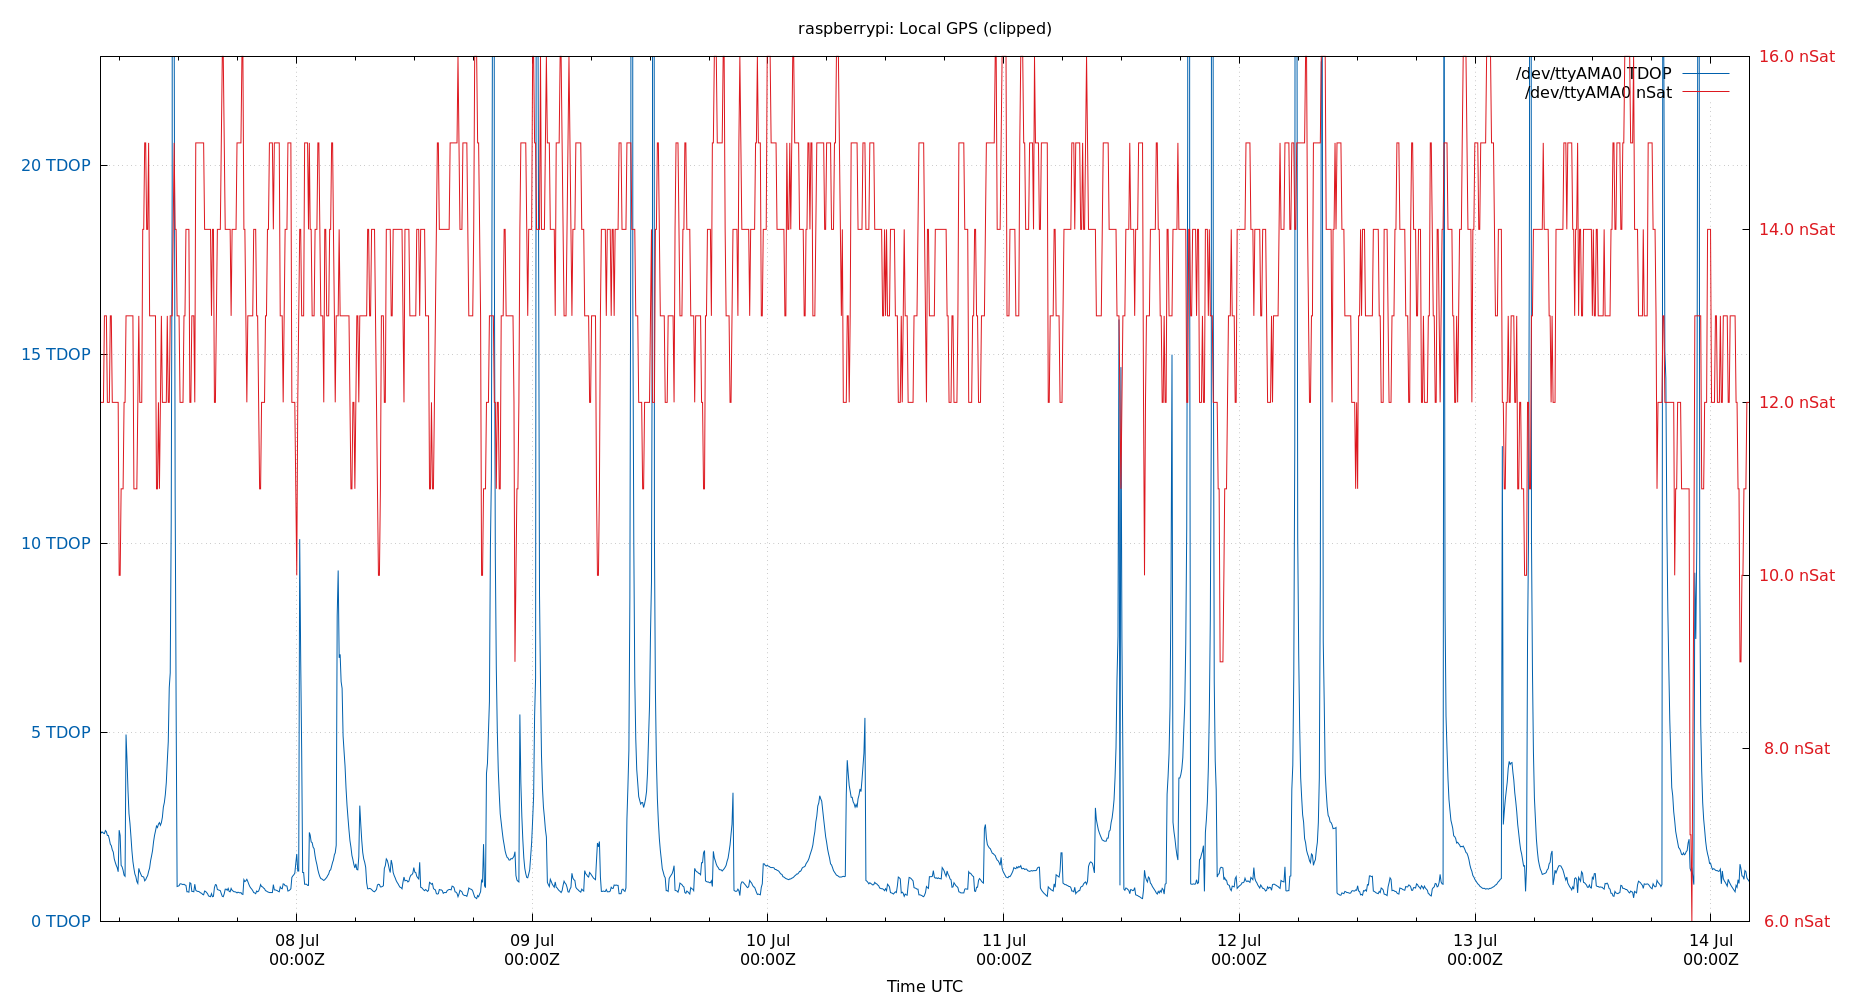 raspberrypi: Local GPS (clipped)
/dev/ttyAMA0 TDOP
/dev/ttyAMA0 nSat
20 TDOP
15 TDOP
10 TDOP
5 TDOP
0 TDOP
16.0 nSat
14.0 nSat
12.0 nSat
10.0 nSat
8.0 nSat
6.0 nSat
08 Jul
00:00Z
09 Jul
00:00Z
10 Jul
00:00Z
11 Jul
00:00Z
12 Jul
00:00Z
13 Jul
00:00Z
14 Jul
00:00Z
Time UTC